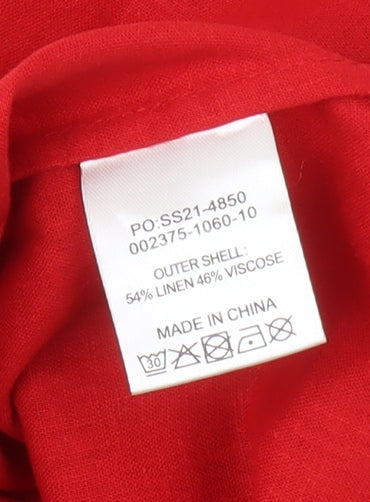 PO:SS21-4850
002375-1060-10
OUTER SHELL:
54% LINEN 46% VISCOSE
MADE IN CHINA
30